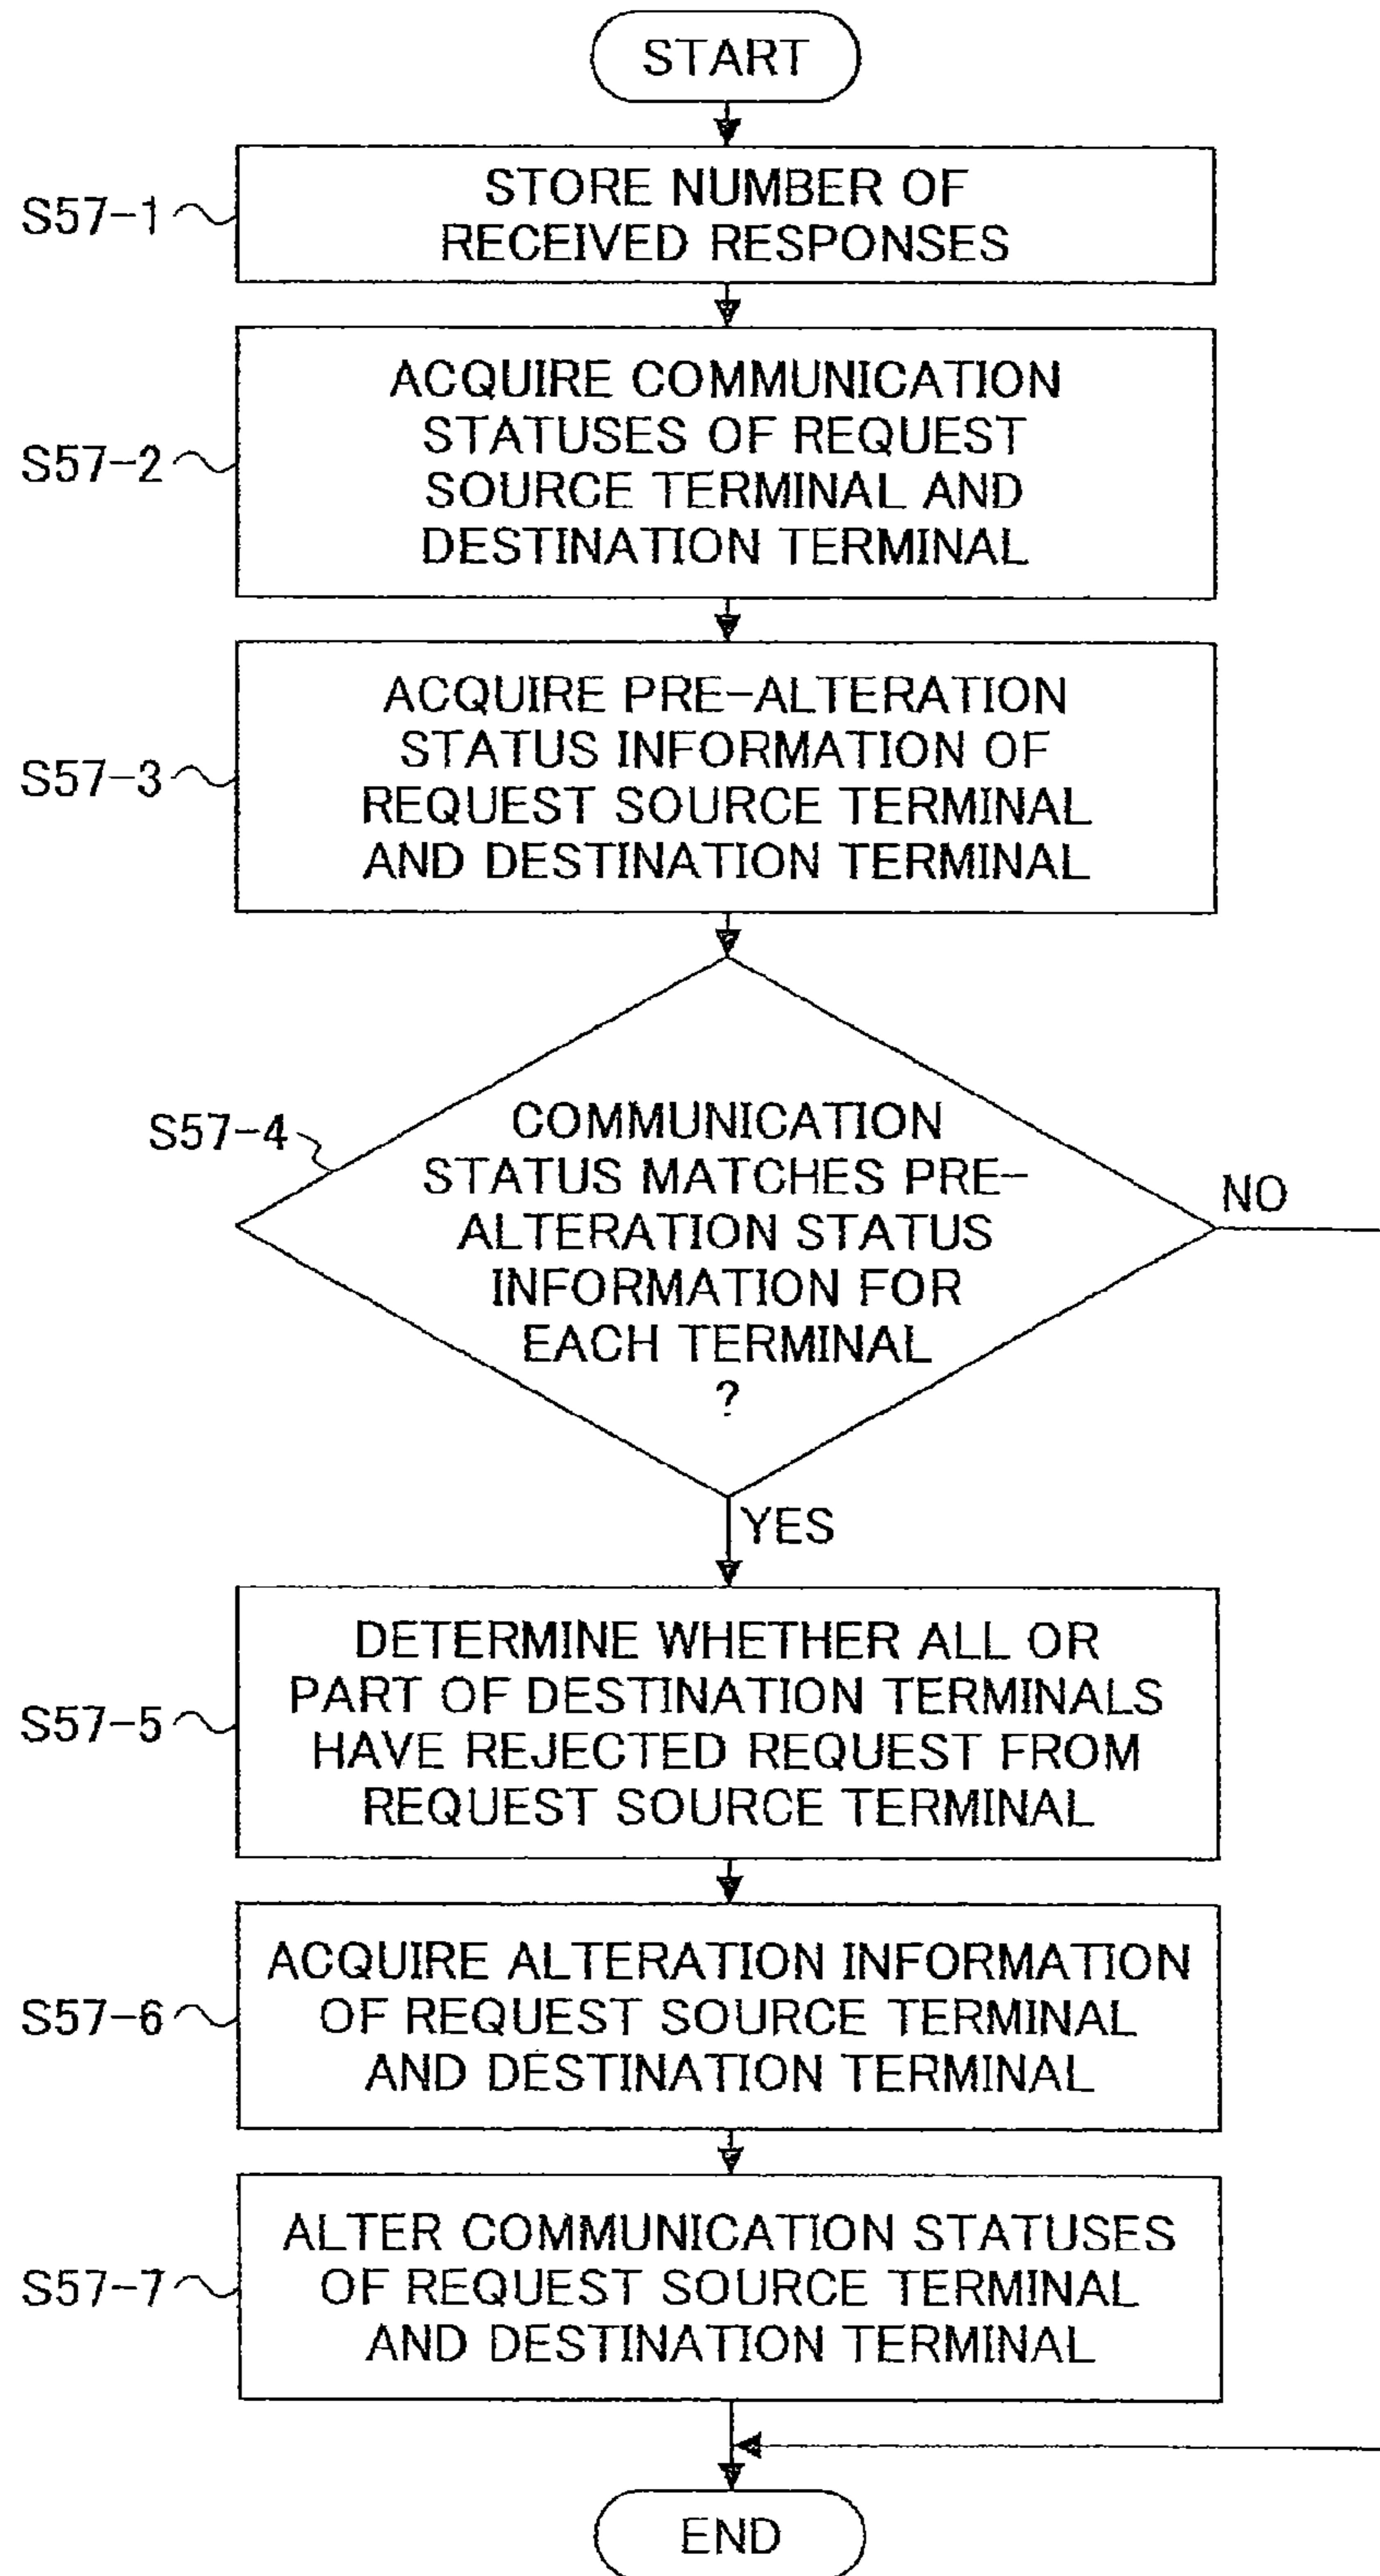 START
S57-1
STORE NUMBER OF
RECEIVED RESPONSES
S57-2
ACQUIRE COMMUNICATION
STATUSES OF REQUEST
SOURCE TERMINAL AND
DESTINATION TERMINAL
S57-3
ACQUIRE PRE-ALTERATION
STATUS INFORMATION OF
REQUEST SOURCE TERMINAL
AND DESTINATION TERMINAL
S57-4
COMMUNICATION
STATUS MATCHES PRE-
ALTERATION STATUS
INFORMATION FOR
EACH TERMINAL
?
NO
YES
S57-5
DETERMINE WHETHER ALL OR
PART OF DESTINATION TERMINALS
HAVE REJECTED REQUEST FROM
REQUEST SOURCE TERMINAL
S57-6
ACQUIRE ALTERATION INFORMATION
OF REQUEST SOURCE TERMINAL
AND DESTINATION TERMINAL
S57-7
ALTER COMMUNICATION STATUSES
OF REQUEST SOURCE TERMINAL
AND DESTINATION TERMINAL
END